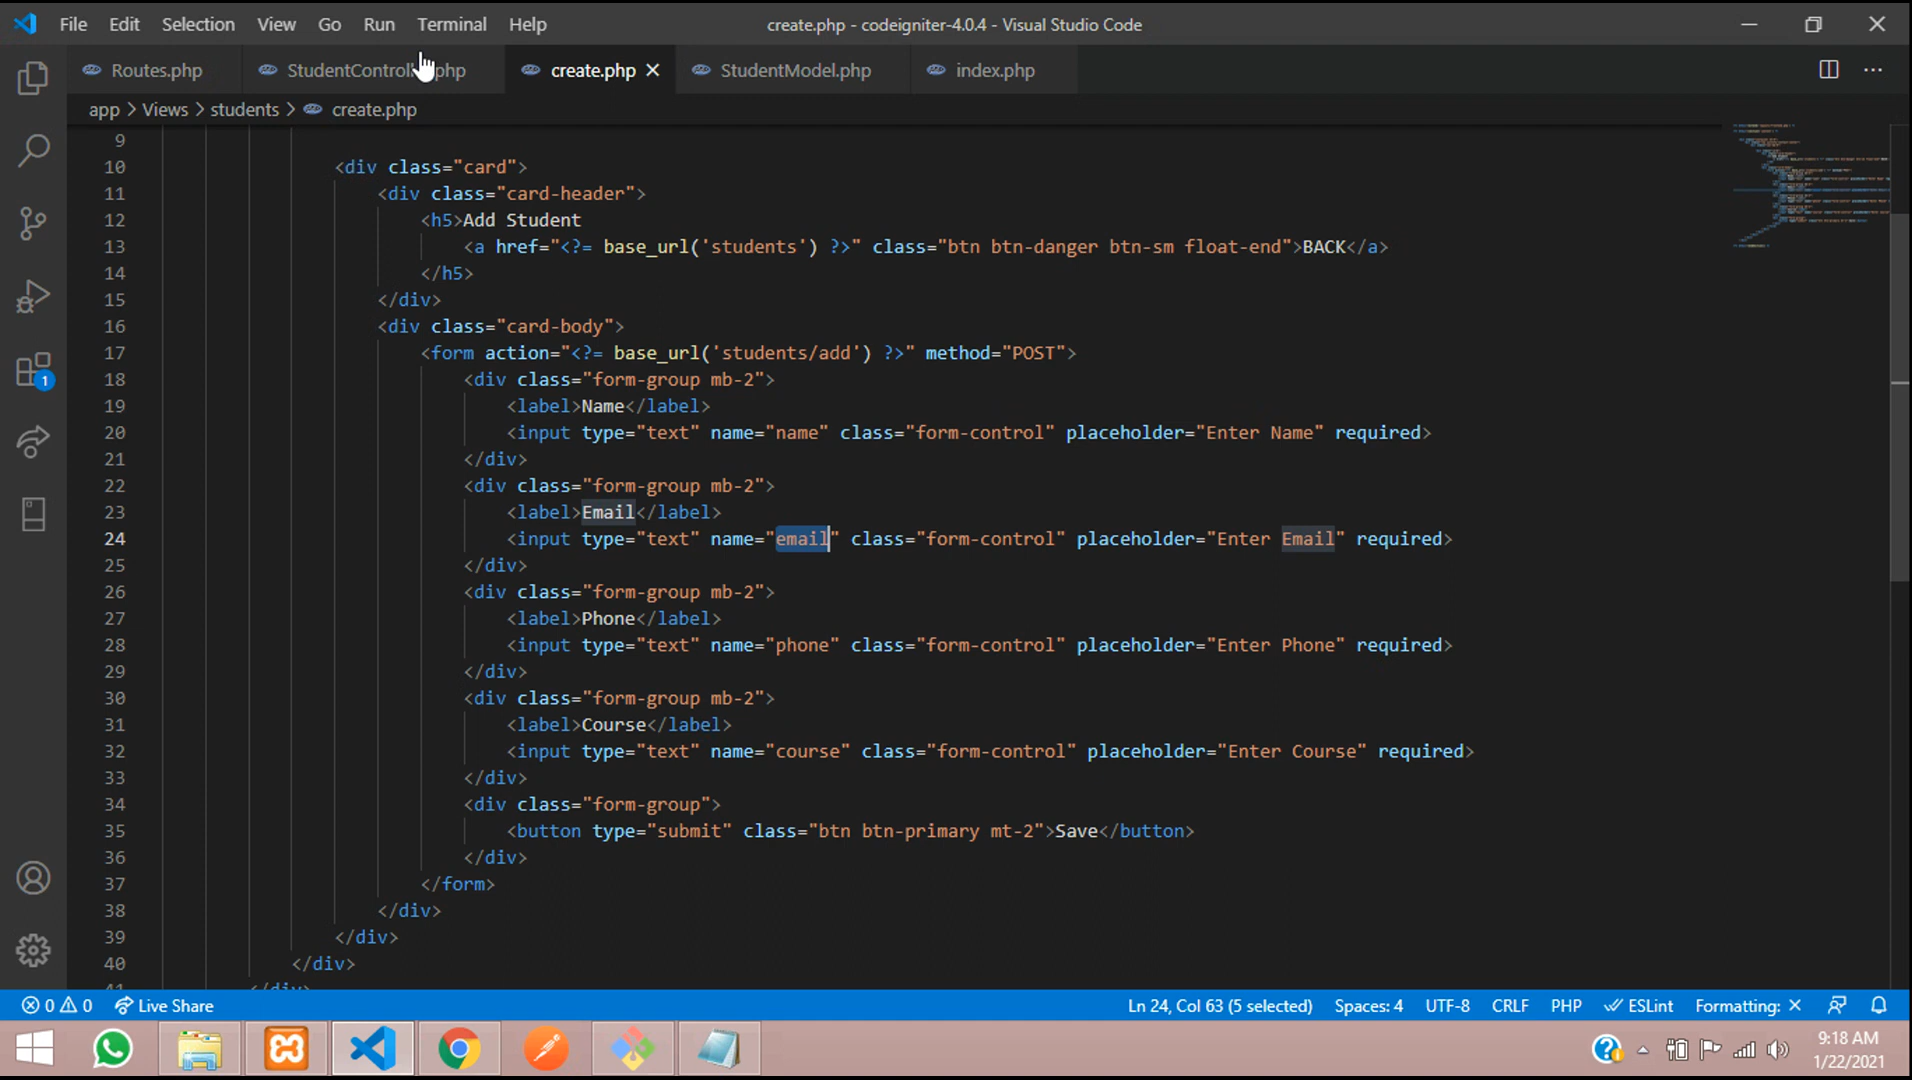 File Edit Selection View Go Run Terminal Help create.php - codeigniter-4.0.4 - Visual Studio Code
Routes.php StudentControl php create.php StudentModel.php index.php
app > Views > students > create.php
9
10 <div class="card">
11 <div class="card-header">
12 <h5>Add Student
13 <a href="<?= base_url('students') ?>" class="btn btn-danger btn-sm float-end">BACK</a>
14 </h5>
15 </div>
16 <div class="card-body">
17 <form action="<?= base_url('students/add') ?>" method="POST">
18 <div class="form-group mb-2">
19 <label>Name</label>
20 <input type="text" name="name" class="form-control" placeholder="Enter Name" required>
21 </div>
22 <div class="form-group mb-2">
23 <label>Email</label>
24 <input type="text" name="email" class="form-control" placeholder="Enter Email" required>
25 </div>
26 <div class="form-group mb-2">
27 <label>Phone</label>
28 <input type="text" name="phone" class="form-control" placeholder="Enter Phone" required>
29 </div>
30 <div class="form-group mb-2">
31 <label>Course</label>
32 <input type="text" name="course" class="form-control" placeholder="Enter Course" required>
33 </div>
34 <div class="form-group">
35 <button type="submit" class="btn btn-primary mt-2">Save</button>
36 </div>
37 </form>
38 </div>
39 </div>
40 </div>
41 </div>
1
0 0 Live Share Ln 24, Col 63 (5 selected) Spaces: 4 UTF-8 CRLF PHP ESLint Formatting: ×
9:18 AM
1/22/2021